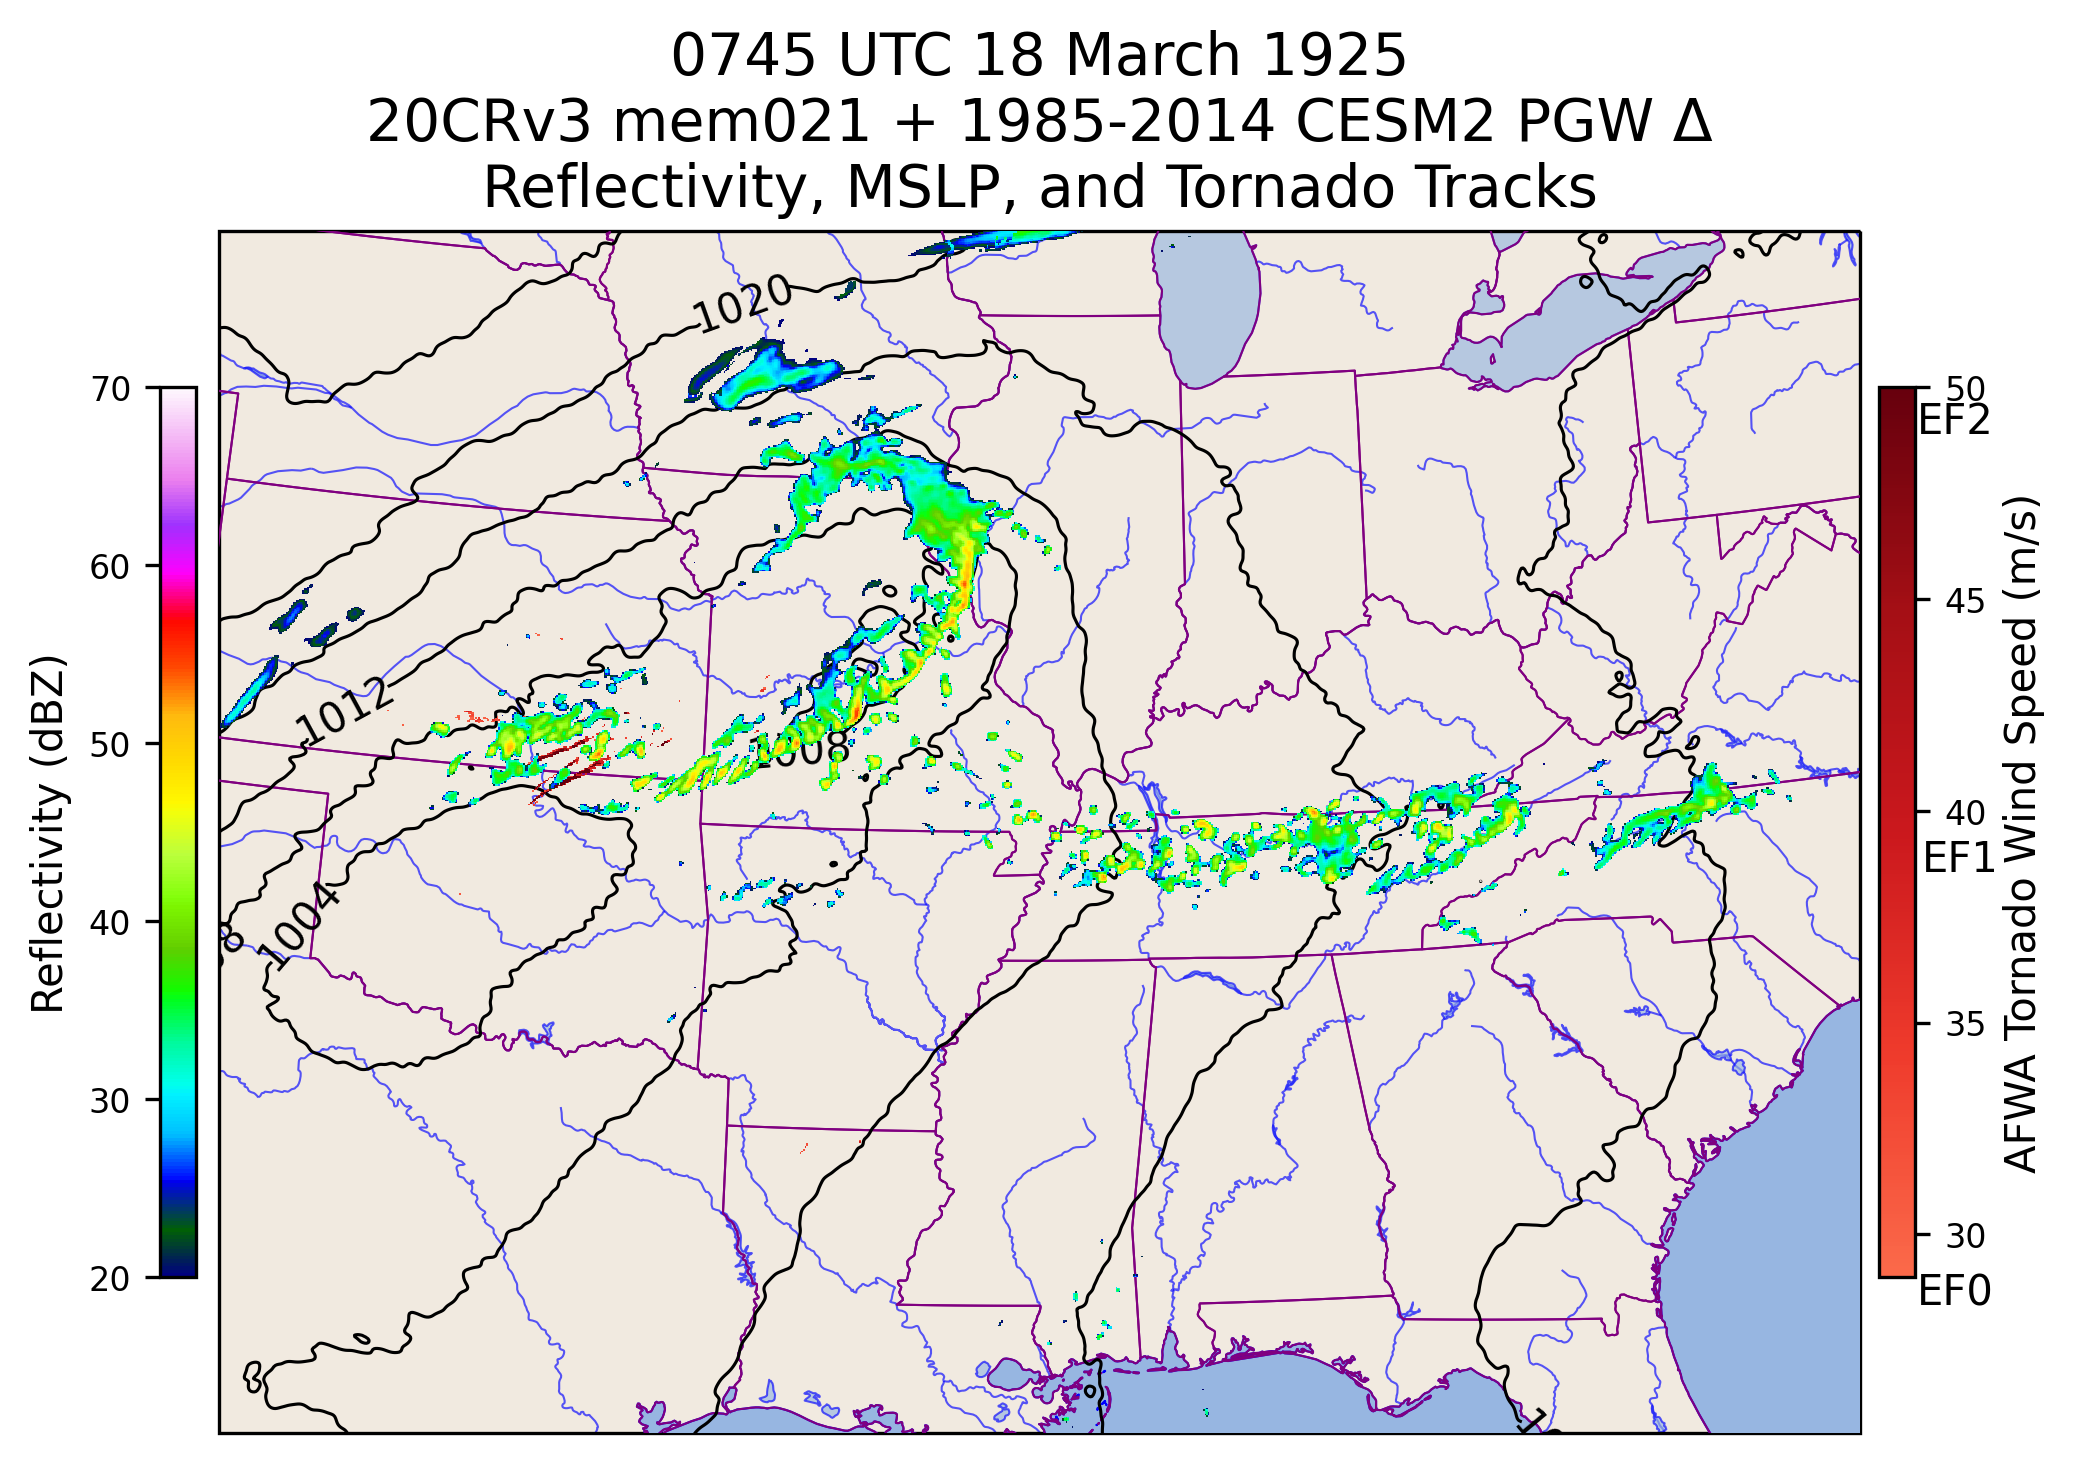 0745 UTC 18 March 1925
20CRv3 mem021 + 1985-2014 CESM2 PGW Δ
Reflectivity, MSLP, and Tornado Tracks
1020
1012
1008
1004
8
1
70
60
50
40
30
20
Reflectivity (dBZ)
50
EF2
45
40
EF1
35
30
EF0
AFWA Tornado Wind Speed (m/s)